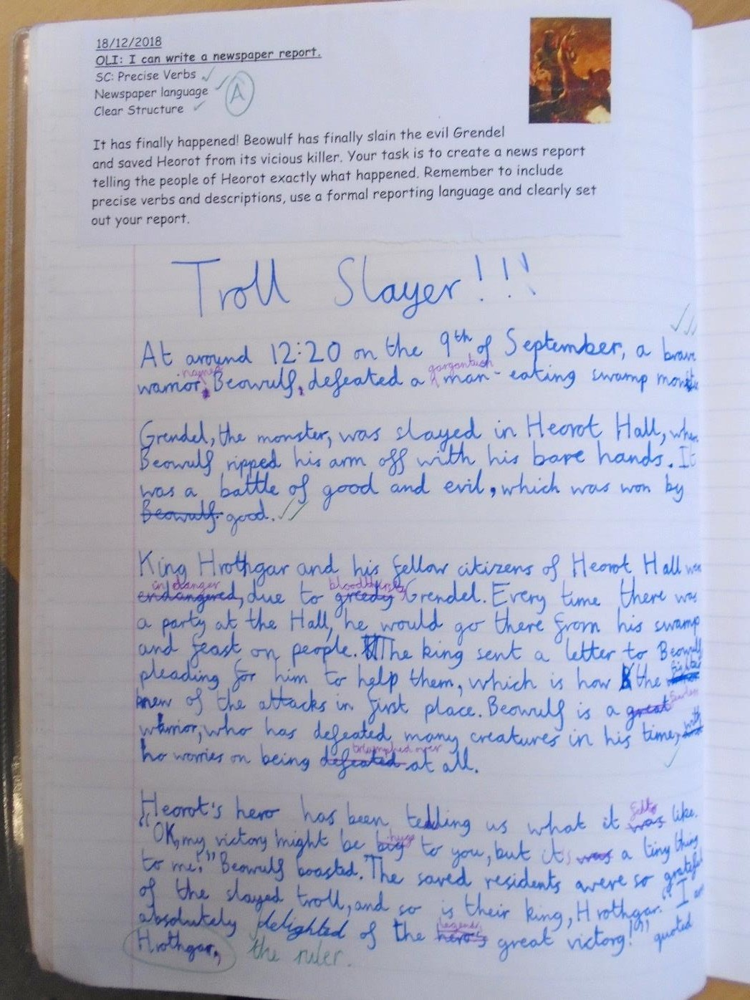 18/12/2018
OLI: I can write a newspaper report.
SC: Precise Verbs
Newspaper language
Clear Structure
A
It has finally happened! Beowulf has finally slain the evil Grendel
and saved Heorot from its vicious killer. Your task is to create a news report
telling the people of Heorot exactly what happened. Remember to include
precise verbs and descriptions, use a formal reporting language and clearly set
out your report.
Troll Slayer!!!
At around 12:20 on the 9th of September, a brave
named gargantuan
warrior, Beowulf, defeated a man-eating swamp
Grendel, the monster, was slayed in Heorot Hall, when
Beowulf ripped his arm off with his bare hands. It
was a battle of good and evil, which was won by
Beowulf. good.
King Hrothgar and his fellow citizens of Heorot Hall were
in danger bloodthirsty
endangered, due to greedy Grendel. Every time there was
a party at the Hall, he would go there from his swamp
and feast on people. The king sent a letter to Beowulf
pleading for him to help them, which is how the fighter
knew of the attacks in first place. Beowulf is a great
warrior, who has defeated many creatures in his time, with
triumphed over
no worries on being defeated at all.
Heorot's hero has been telling us what it was like.
felt
"OK, my victory might be big huge to you, but it's was a tiny thing
to me!" Beowulf boasted. The saved residents were so grateful
of the slayed troll, and so is their king, Hrothgar. "I am
absolutely delighted of the hero's great victory!" quoted
legend's
Hrothgar, the ruler.